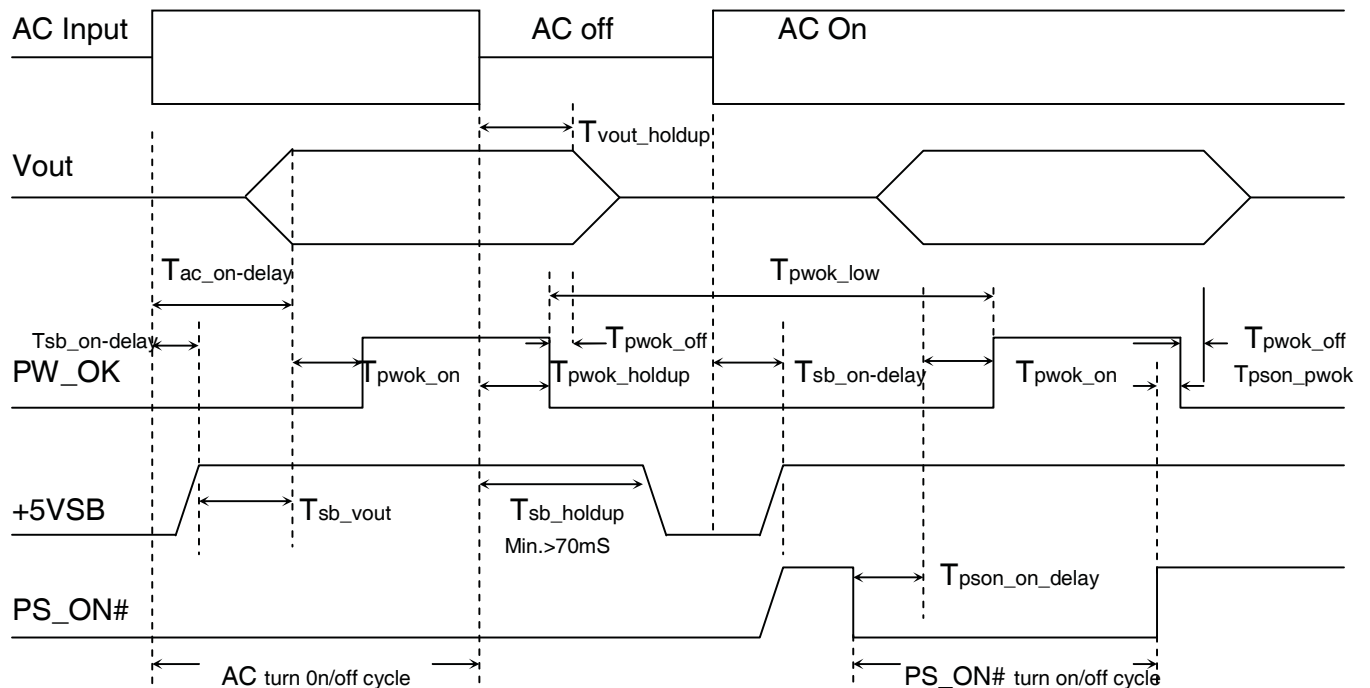 AC Input
AC off
AC On
Tvout_holdup
Vout
Tac_on-delay
Tpwok_low
Tsb_on-delay
Tpwok_off
Tpwok_off
PW_OK
Tpwok_on
Tpwok_holdup
Tsb_on-delay
Tpwok_on
Tpson_pwok
+5VSB
Tsb_vout
Tsb_holdup
Min.>70mS
Tpson_on_delay
PS_ON#
AC turn 0n/off cycle
PS_ON# turn on/off cycle